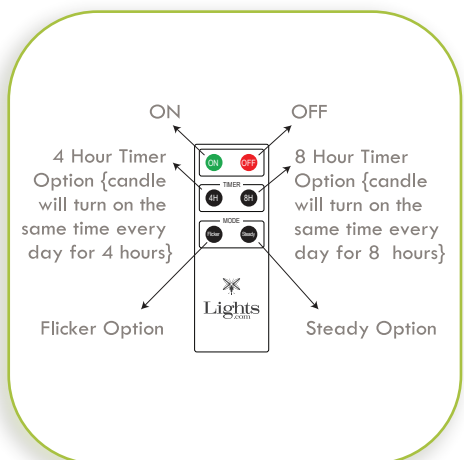 ON
OFF
4 Hour Timer
Option {candle
will turn on the
same time every
day for 4 hours}
8 Hour Timer
Option {candle
will turn on the
same time every
day for 8 hours}
ON
OFF
TIMER
4H
8H
MODE
Flicker
Steady
Lights
.com
Flicker Option
Steady Option